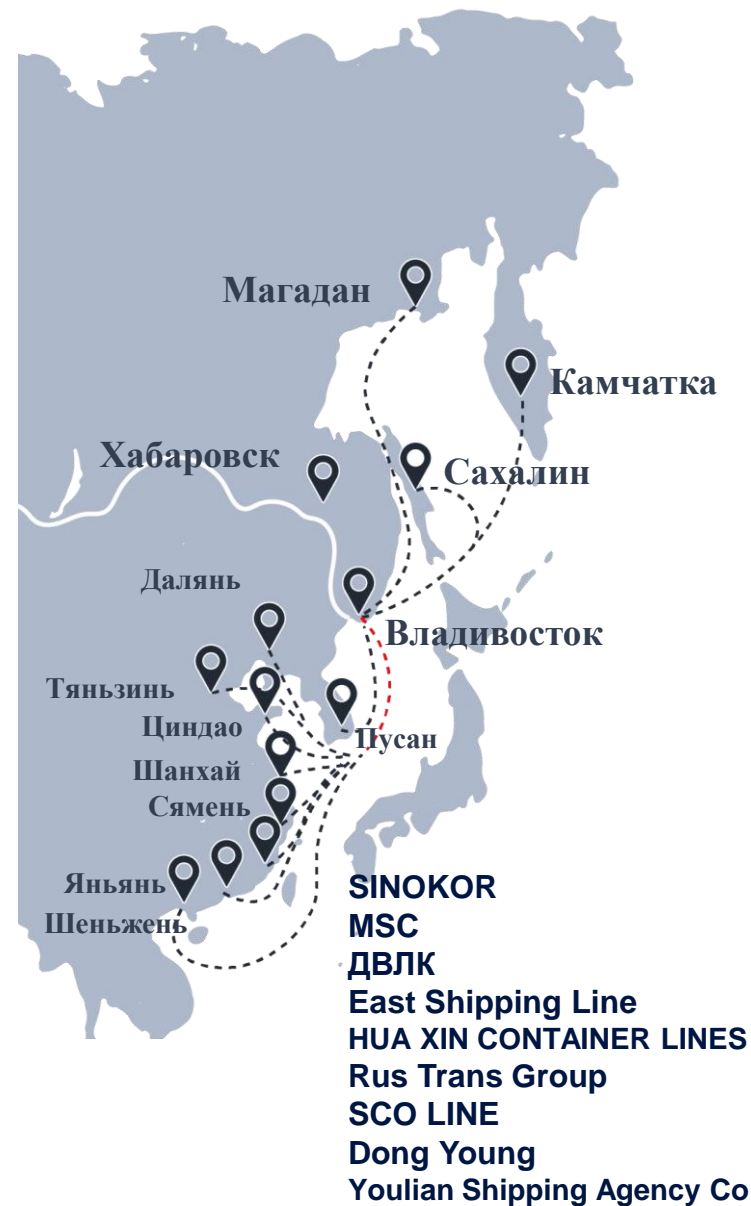 Магадан
Камчатка
Хабаровск
Сахалин
Далянь
Владивосток
Тяньзинь
Циндао
Пусан
Шанхай
Сямень
Яньянь
Шеньжень
SINOKOR
MSC
ДВЛК
East Shipping Line
HUA XIN CONTAINER LINES
Rus Trans Group
SCO LINE
Dong Young
Youlian Shipping Agency Co